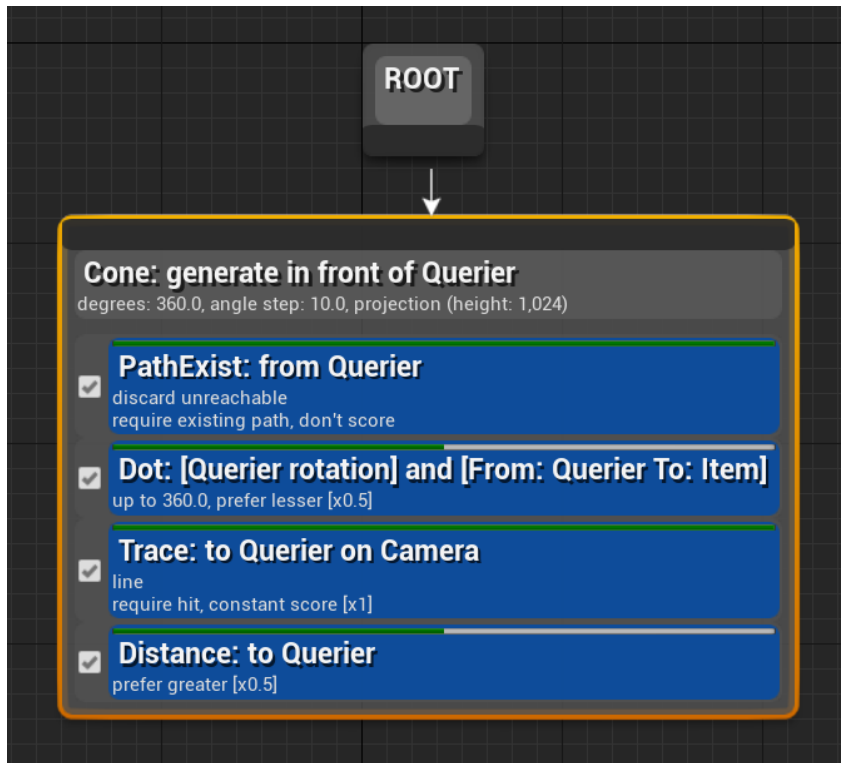 ROOT
Cone: generate in front of Querier
degrees: 360.0, angle step: 10.0, projection (height: 1,024)
PathExist: from Querier
discard unreachable
require existing path, don't score
Dot: [Querier rotation] and [From: Querier To: Item]
up to 360.0, prefer lesser [x0.5]
Trace: to Querier on Camera
line
require hit, constant score [x1]
Distance: to Querier
prefer greater [x0.5]